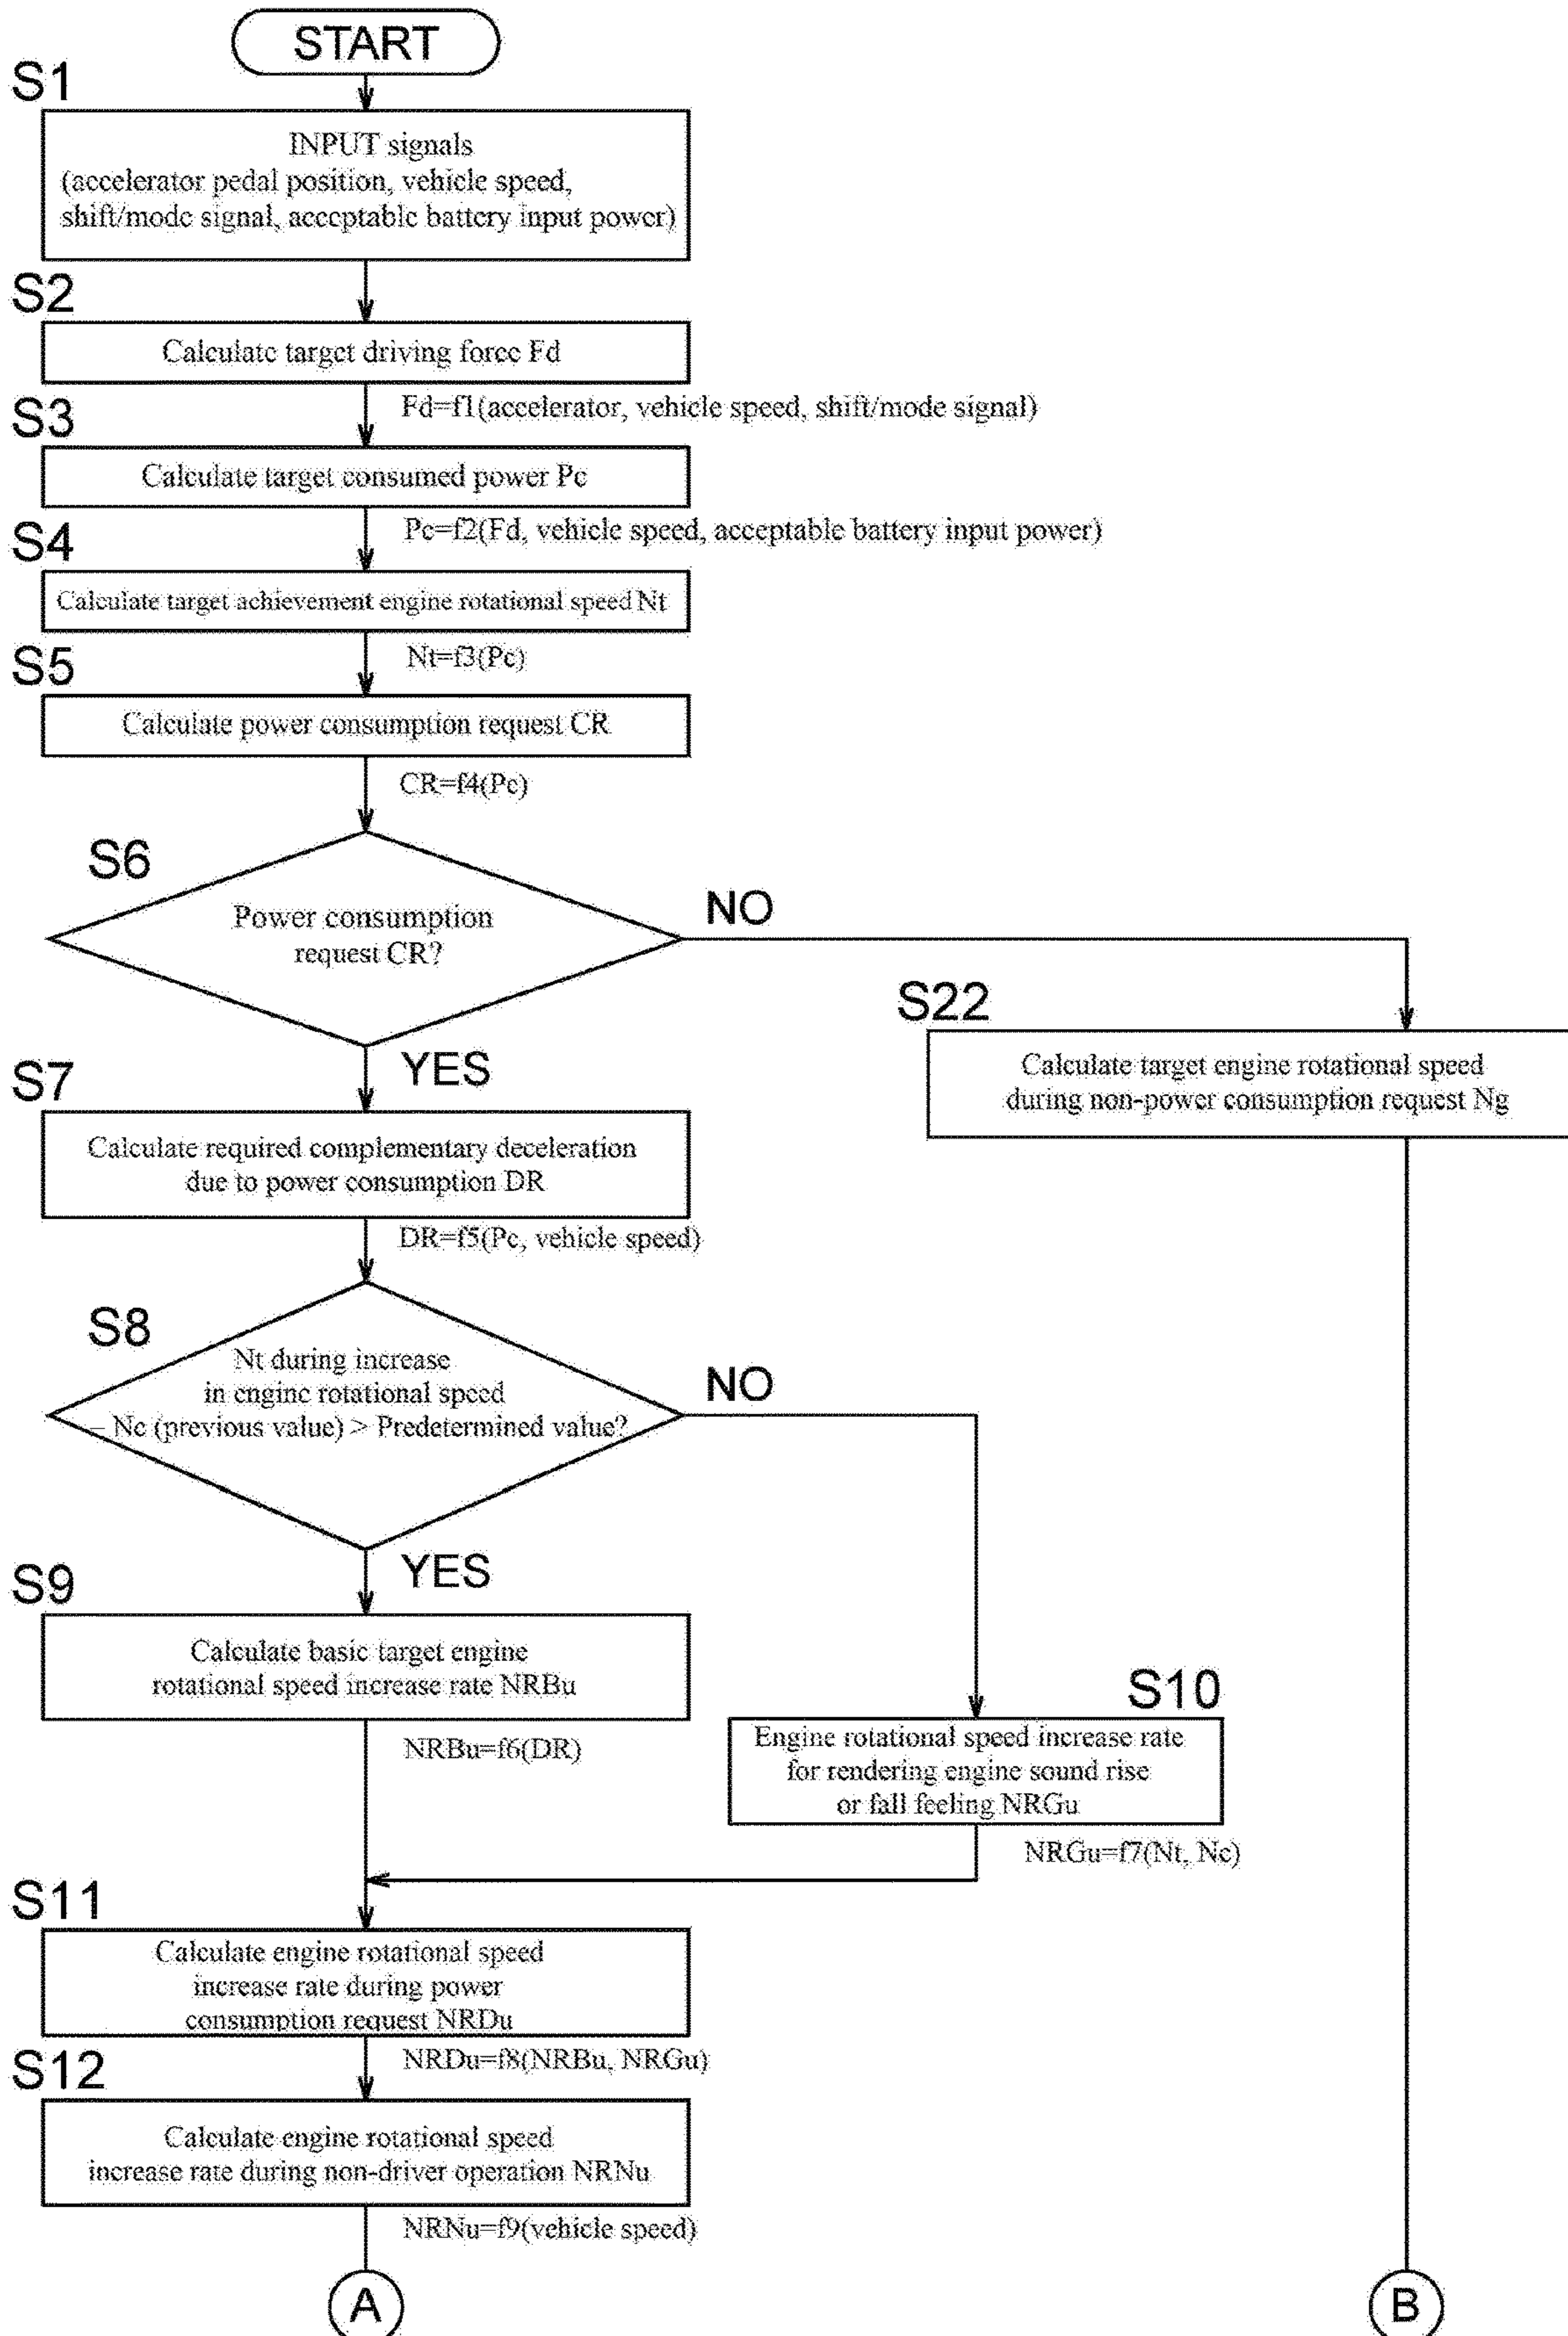 START
S1
INPUT signals
(accelerator pedal position, vehicle speed,
shift/mode signal, acceptable battery input power)
S2
Calculate target driving force Fd
Fd=f1(accelerator, vehicle speed, shift/mode signal)
S3
Calculate target consumed power Pc
Pc=f2(Fd, vehicle speed, acceptable battery input power)
S4
Calculate target achievement engine rotational speed Nt
Nt=f3(Pc)
S5
Calculate power consumption request CR
CR=f4(Pc)
S6
Power consumption
request CR?
NO
YES
S22
Calculate target engine rotational speed
during non-power consumption request Ng
S7
Calculate required complementary deceleration
due to power consumption DR
DR=f5(Pc, vehicle speed)
S8
Nt during increase
in engine rotational speed
– Nc (previous value) > Predetermined value?
NO
YES
S9
Calculate basic target engine
rotational speed increase rate NRBu
NRBu=f6(DR)
S10
Engine rotational speed increase rate
for rendering engine sound rise
or fall feeling NRGu
NRGu=f7(Nt, Nc)
S11
Calculate engine rotational speed
increase rate during power
consumption request NRDu
NRDu=f8(NRBu, NRGu)
S12
Calculate engine rotational speed
increase rate during non-driver operation NRNu
NRNu=f9(vehicle speed)
A
B